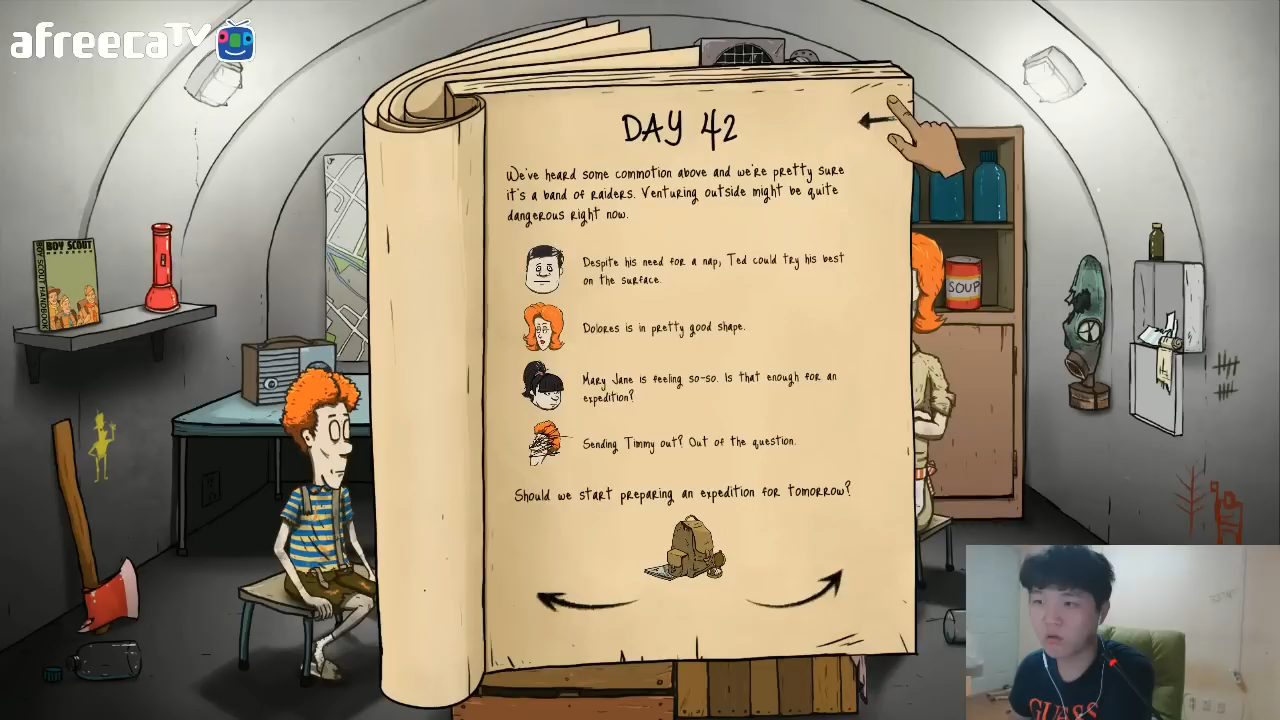 afreecaTV
DAY 42
We've heard some commotion above and we're pretty sure
it's a band of raiders. Venturing outside might be quite
dangerous right now.
Despite his need for a nap, Ted could try his best
on the surface.
Dolores is in pretty good shape.
Mary Jane is feeling so-so. Is that enough for an
expedition?
Sending Timmy out? Out of the question.
Should we start preparing an expedition for tomorrow?
BOY SCOUT
BOY SCOUT HANDBOOK
SOUP
GUESS